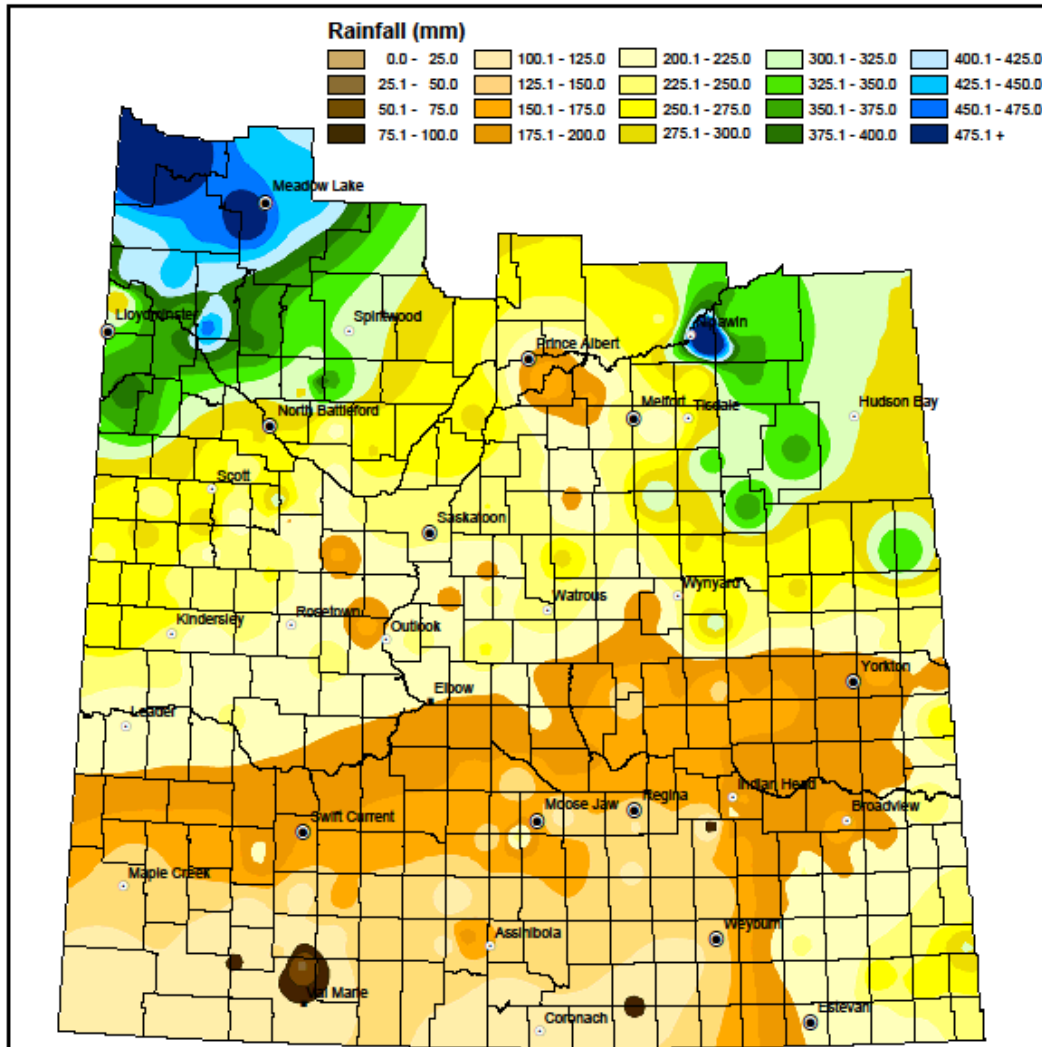 Rainfall (mm)
0.0 - 25.0
25.1 - 50.0
50.1 - 75.0
75.1 - 100.0
100.1 - 125.0
125.1 - 150.0
150.1 - 175.0
175.1 - 200.0
200.1 - 225.0
225.1 - 250.0
250.1 - 275.0
275.1 - 300.0
300.1 - 325.0
325.1 - 350.0
350.1 - 375.0
375.1 - 400.0
400.1 - 425.0
425.1 - 450.0
450.1 - 475.0
475.1 +
Meadow Lake
Lloydminster
Spiritwood
Nipawin
Prince Albert
North Battleford
Melfort
Tisdale
Hudson Bay
Scott
Saskatoon
Watrous
Wynyard
Kindersley
Rosetown
Outlook
Yorkton
Elbow
Leader
Indian Head
Moose Jaw
Regina
Broadview
Swift Current
Maple Creek
Assiniboia
Weyburn
Val Marie
Coronach
Estevan